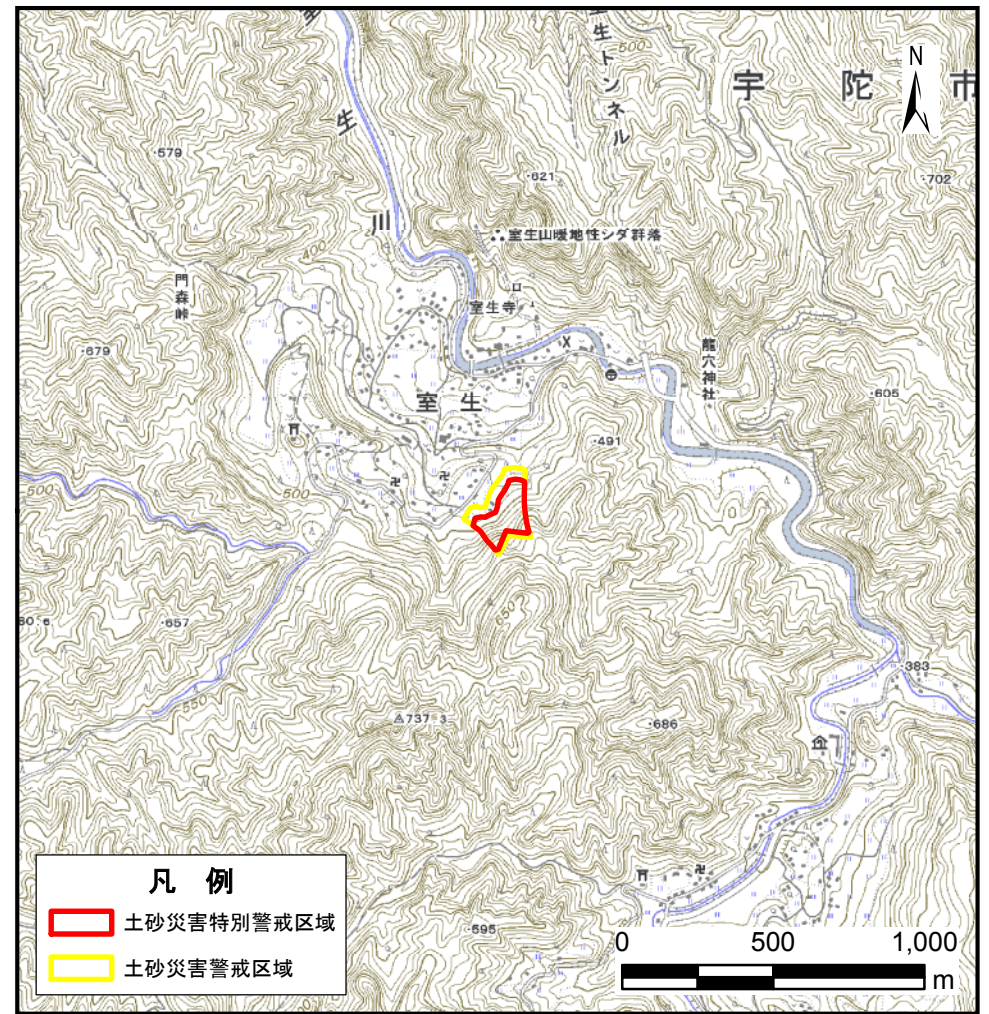 室生トンネル
500
N
宇陀市
室生川
・579
・621
・702
室生山暖地性シダ群落
門森峠
室生寺
・679
龍穴神社
・605
室生
・491
500
500
600
・657
550
・383
737.3
・686
・595
凡 例
土砂災害特別警戒区域
土砂災害警戒区域
0 500 1,000
m